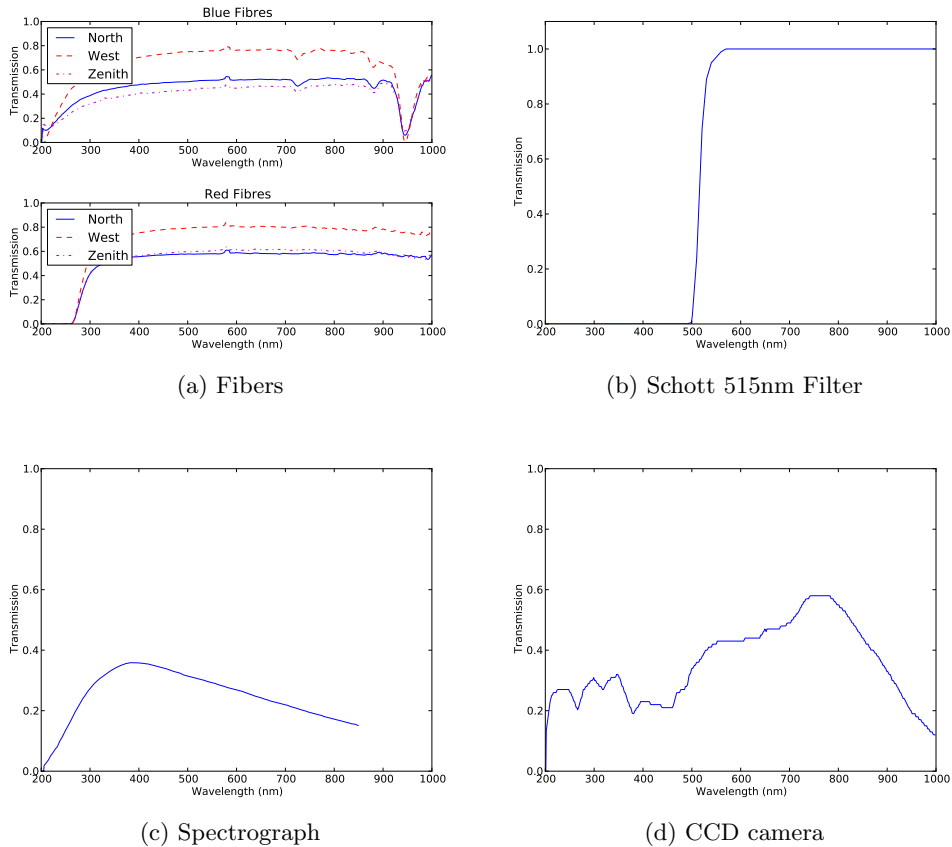 Blue Fibres
1.0
0.8
0.6
0.4
0.2
0.0
Transmission
North
West
Zenith
200 300 400 500 600 700 800 900 1000
Wavelength (nm)
Red Fibres
1.0
0.8
0.6
0.4
0.2
0.0
Transmission
North
West
Zenith
200 300 400 500 600 700 800 900 1000
Wavelength (nm)
(a) Fibers
1.0
0.8
0.6
0.4
0.2
0.0
Transmission
200 300 400 500 600 700 800 900 1000
Wavelength (nm)
(b) Schott 515nm Filter
1.0
0.8
0.6
0.4
0.2
0.0
Transmission
200 300 400 500 600 700 800 900 1000
Wavelength (nm)
(c) Spectrograph
1.0
0.8
0.6
0.4
0.2
0.0
Transmission
200 300 400 500 600 700 800 900 1000
Wavelength (nm)
(d) CCD camera